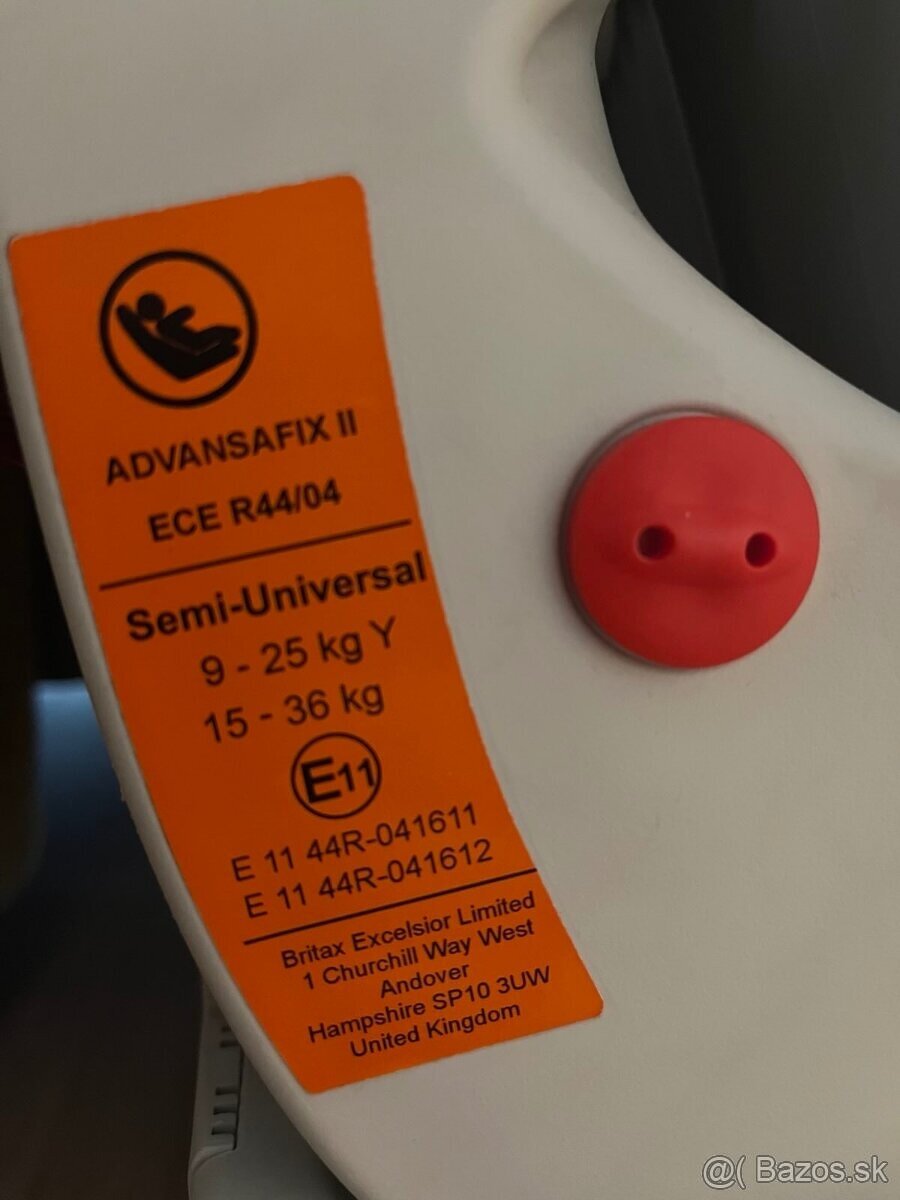 ADVANSAFIX II
ECE R44/04
Semi-Universal
9 - 25 kg Y
15 - 36 kg
E11
E 11 44R-041611
E 11 44R-041612
Britax Excelsior Limited
1 Churchill Way West
Andover
Hampshire SP10 3UW
United Kingdom
@( Bazos.sk